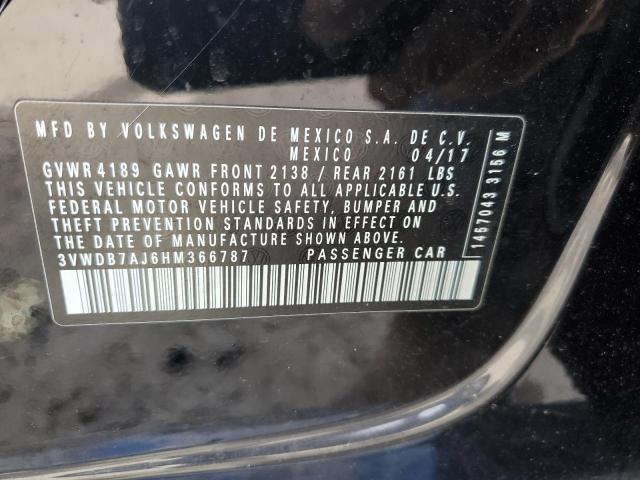 MFD BY VOLKSWAGEN DE MEXICO S.A. DE C.V.
MEXICO 04/17
GVWR 4189 GAWR FRONT 2138 / REAR 2161 LBS
THIS VEHICLE CONFORMS TO ALL APPLICABLE U.S.
FEDERAL MOTOR VEHICLE SAFETY, BUMPER AND
THEFT PREVENTION STANDARDS IN EFFECT ON
THE DATE OF MANUFACTURE SHOWN ABOVE.
3VWDB7AJ6HM366787 PASSENGER CAR
1457043 3156 M